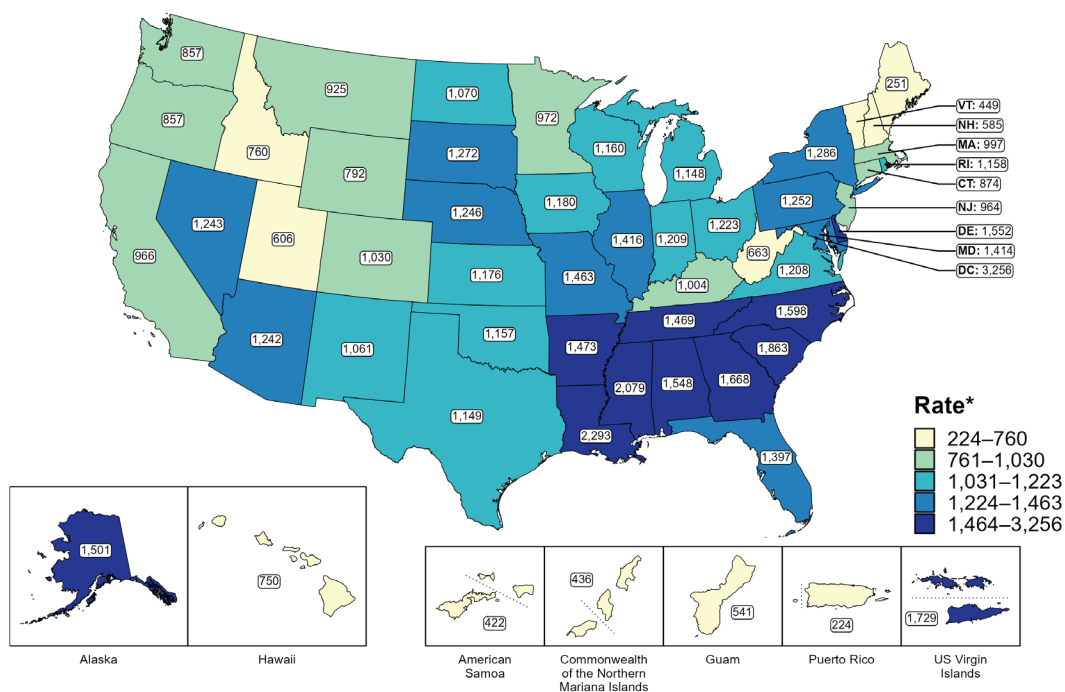 857
925
1,070
972
251
VT: 449
NH: 585
857
760
1,272
1,160
1,148
1,286
MA: 997
RI: 1,158
CT: 874
792
1,246
1,180
1,252
NJ: 964
1,243
606
1,416
1,209
1,223
663
DE: 1,552
MD: 1,414
DC: 3,256
966
1,030
1,176
1,463
1,004
1,208
1,242
1,061
1,157
1,473
1,469
1,598
1,863
1,149
2,293
2,079
1,548
1,668
1,397
Rate*
224–760
761–1,030
1,031–1,223
1,224–1,463
1,464–3,256
1,501
750
422
436
541
224
1,729
Alaska
Hawaii
American
Samoa
Commonwealth
of the Northern
Mariana Islands
Guam
Puerto Rico
US Virgin
Islands